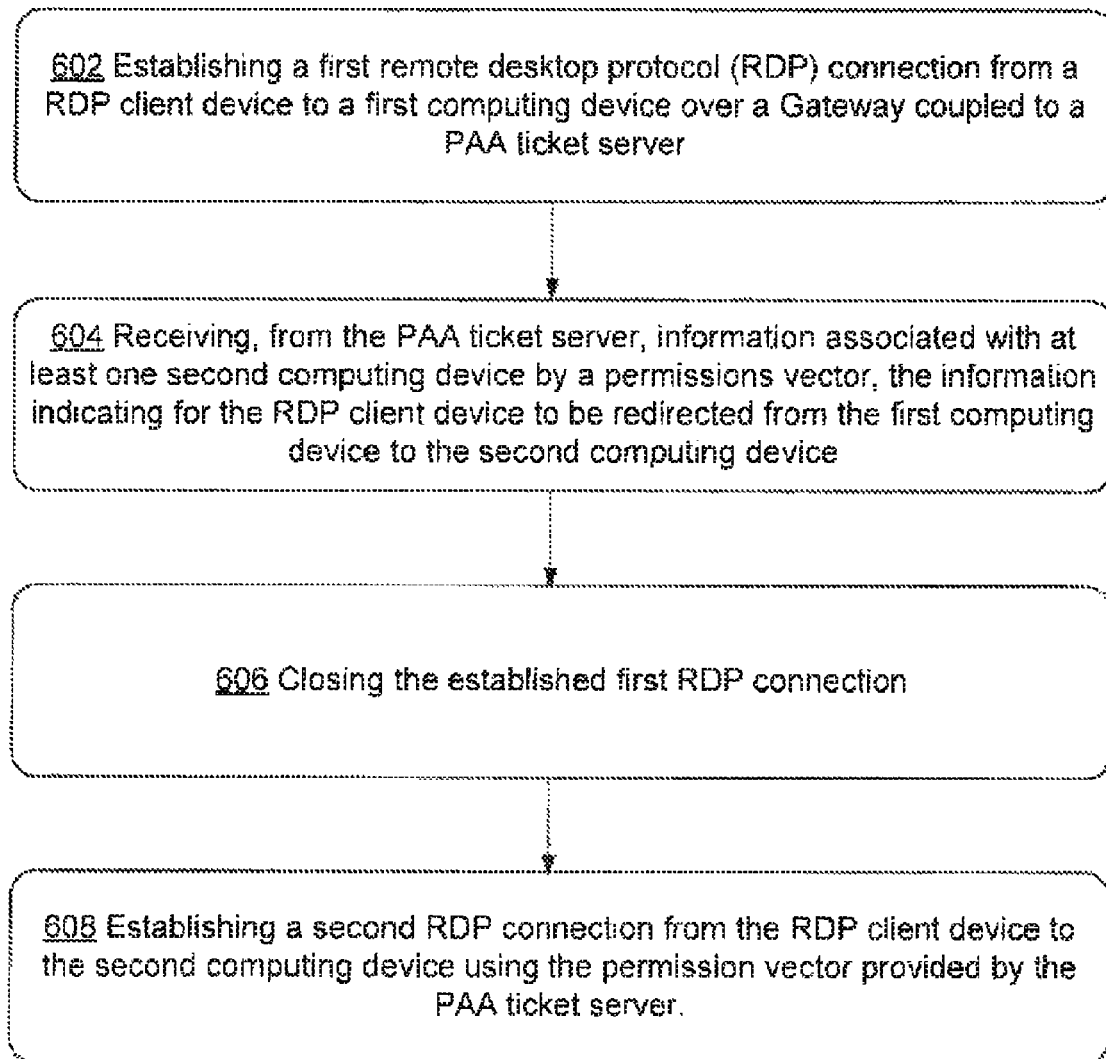 602 Establishing a first remote desktop protocol (RDP) connection from a
RDP client device to a first computing device over a Gateway coupled to a
PAA ticket server
604 Receiving, from the PAA ticket server, information associated with at
least one second computing device by a permissions vector, the information
indicating for the RDP client device to be redirected from the first computing
device to the second computing device
606 Closing the established first RDP connection
608 Establishing a second RDP connection from the RDP client device to
the second computing device using the permission vector provided by the
PAA ticket server.